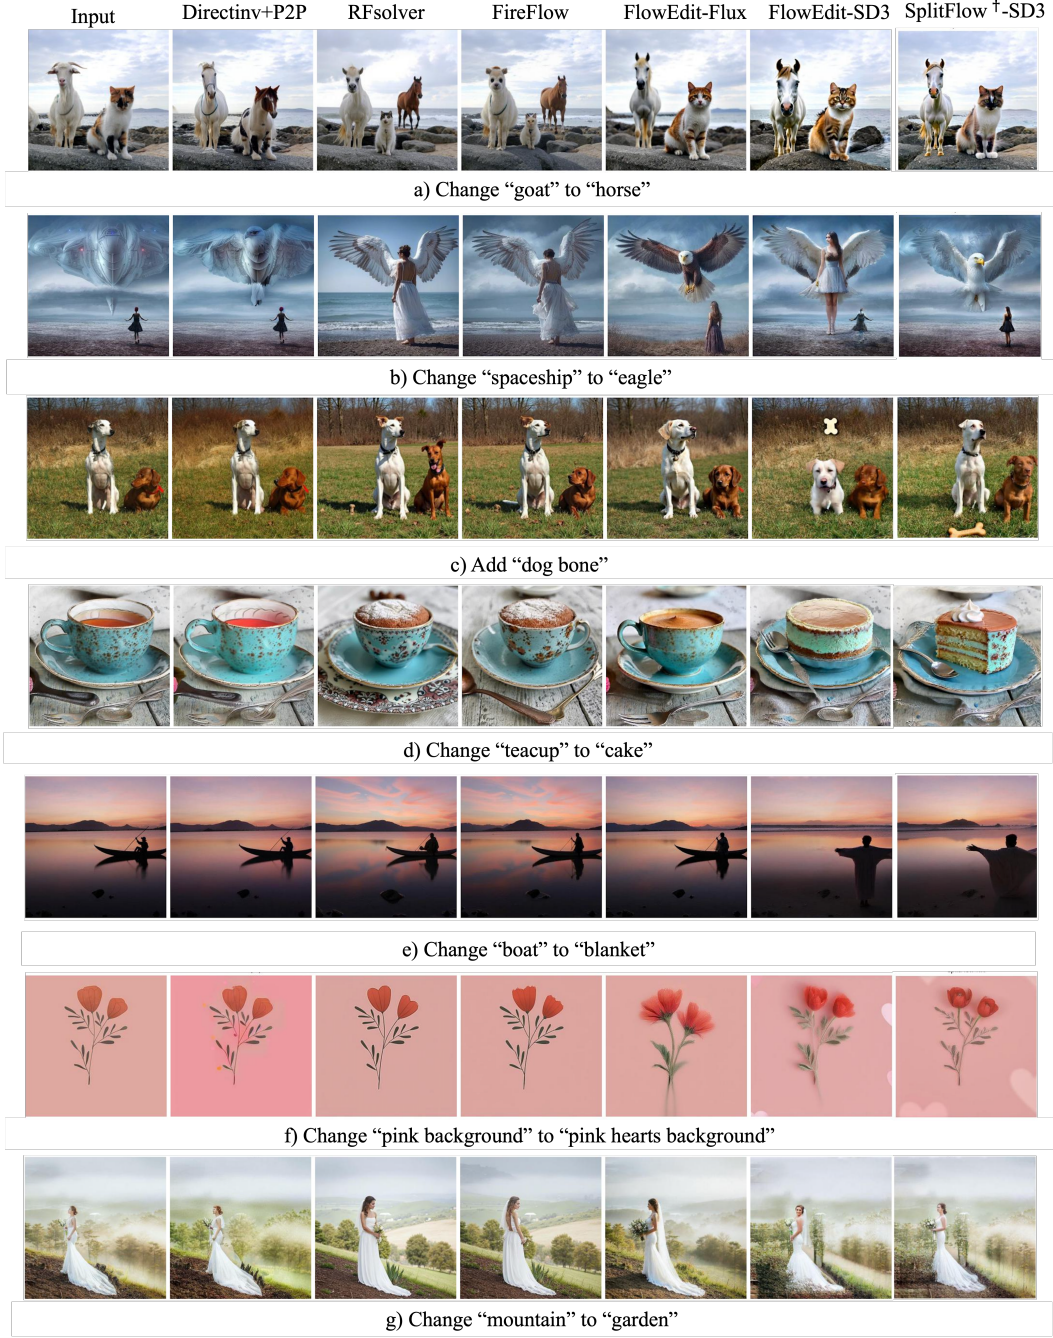 Input Directinv+P2P RFsolver FireFlow FlowEdit-Flux FlowEdit-SD3 SplitFlow †-SD3
a) Change “goat” to “horse”
b) Change “spaceship” to “eagle”
c) Add “dog bone”
d) Change “teacup” to “cake”
e) Change “boat” to “blanket”
f) Change “pink background” to “pink hearts background”
g) Change “mountain” to “garden”